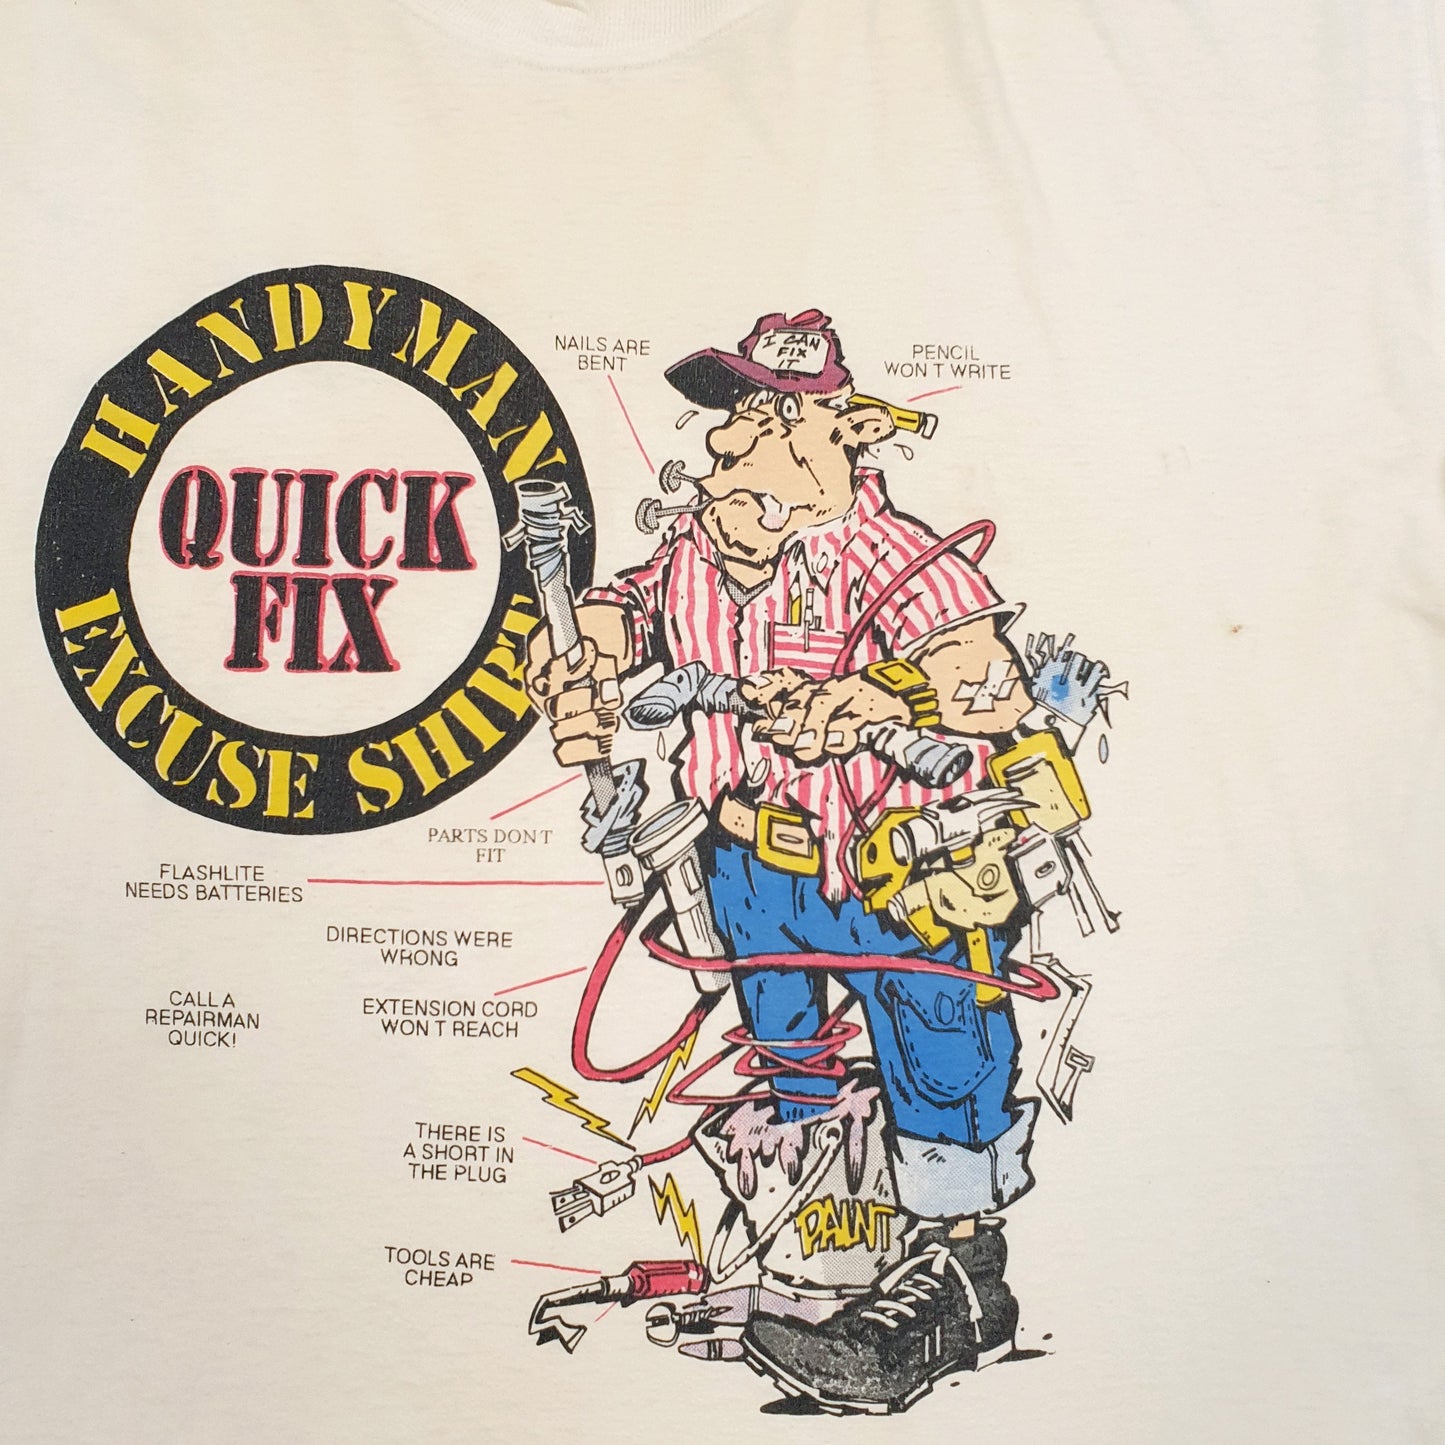 HANDYMAN
QUICK
FIX
EXCUSE SHIRT
I CAN
FIX
IT
NAILS ARE
BENT
PENCIL
WON T WRITE
PARTS DON T
FIT
FLASHLITE
NEEDS BATTERIES
DIRECTIONS WERE
WRONG
CALL A
REPAIRMAN
QUICK!
EXTENSION CORD
WON T REACH
THERE IS
A SHORT IN
THE PLUG
TOOLS ARE
CHEAP
PAINT